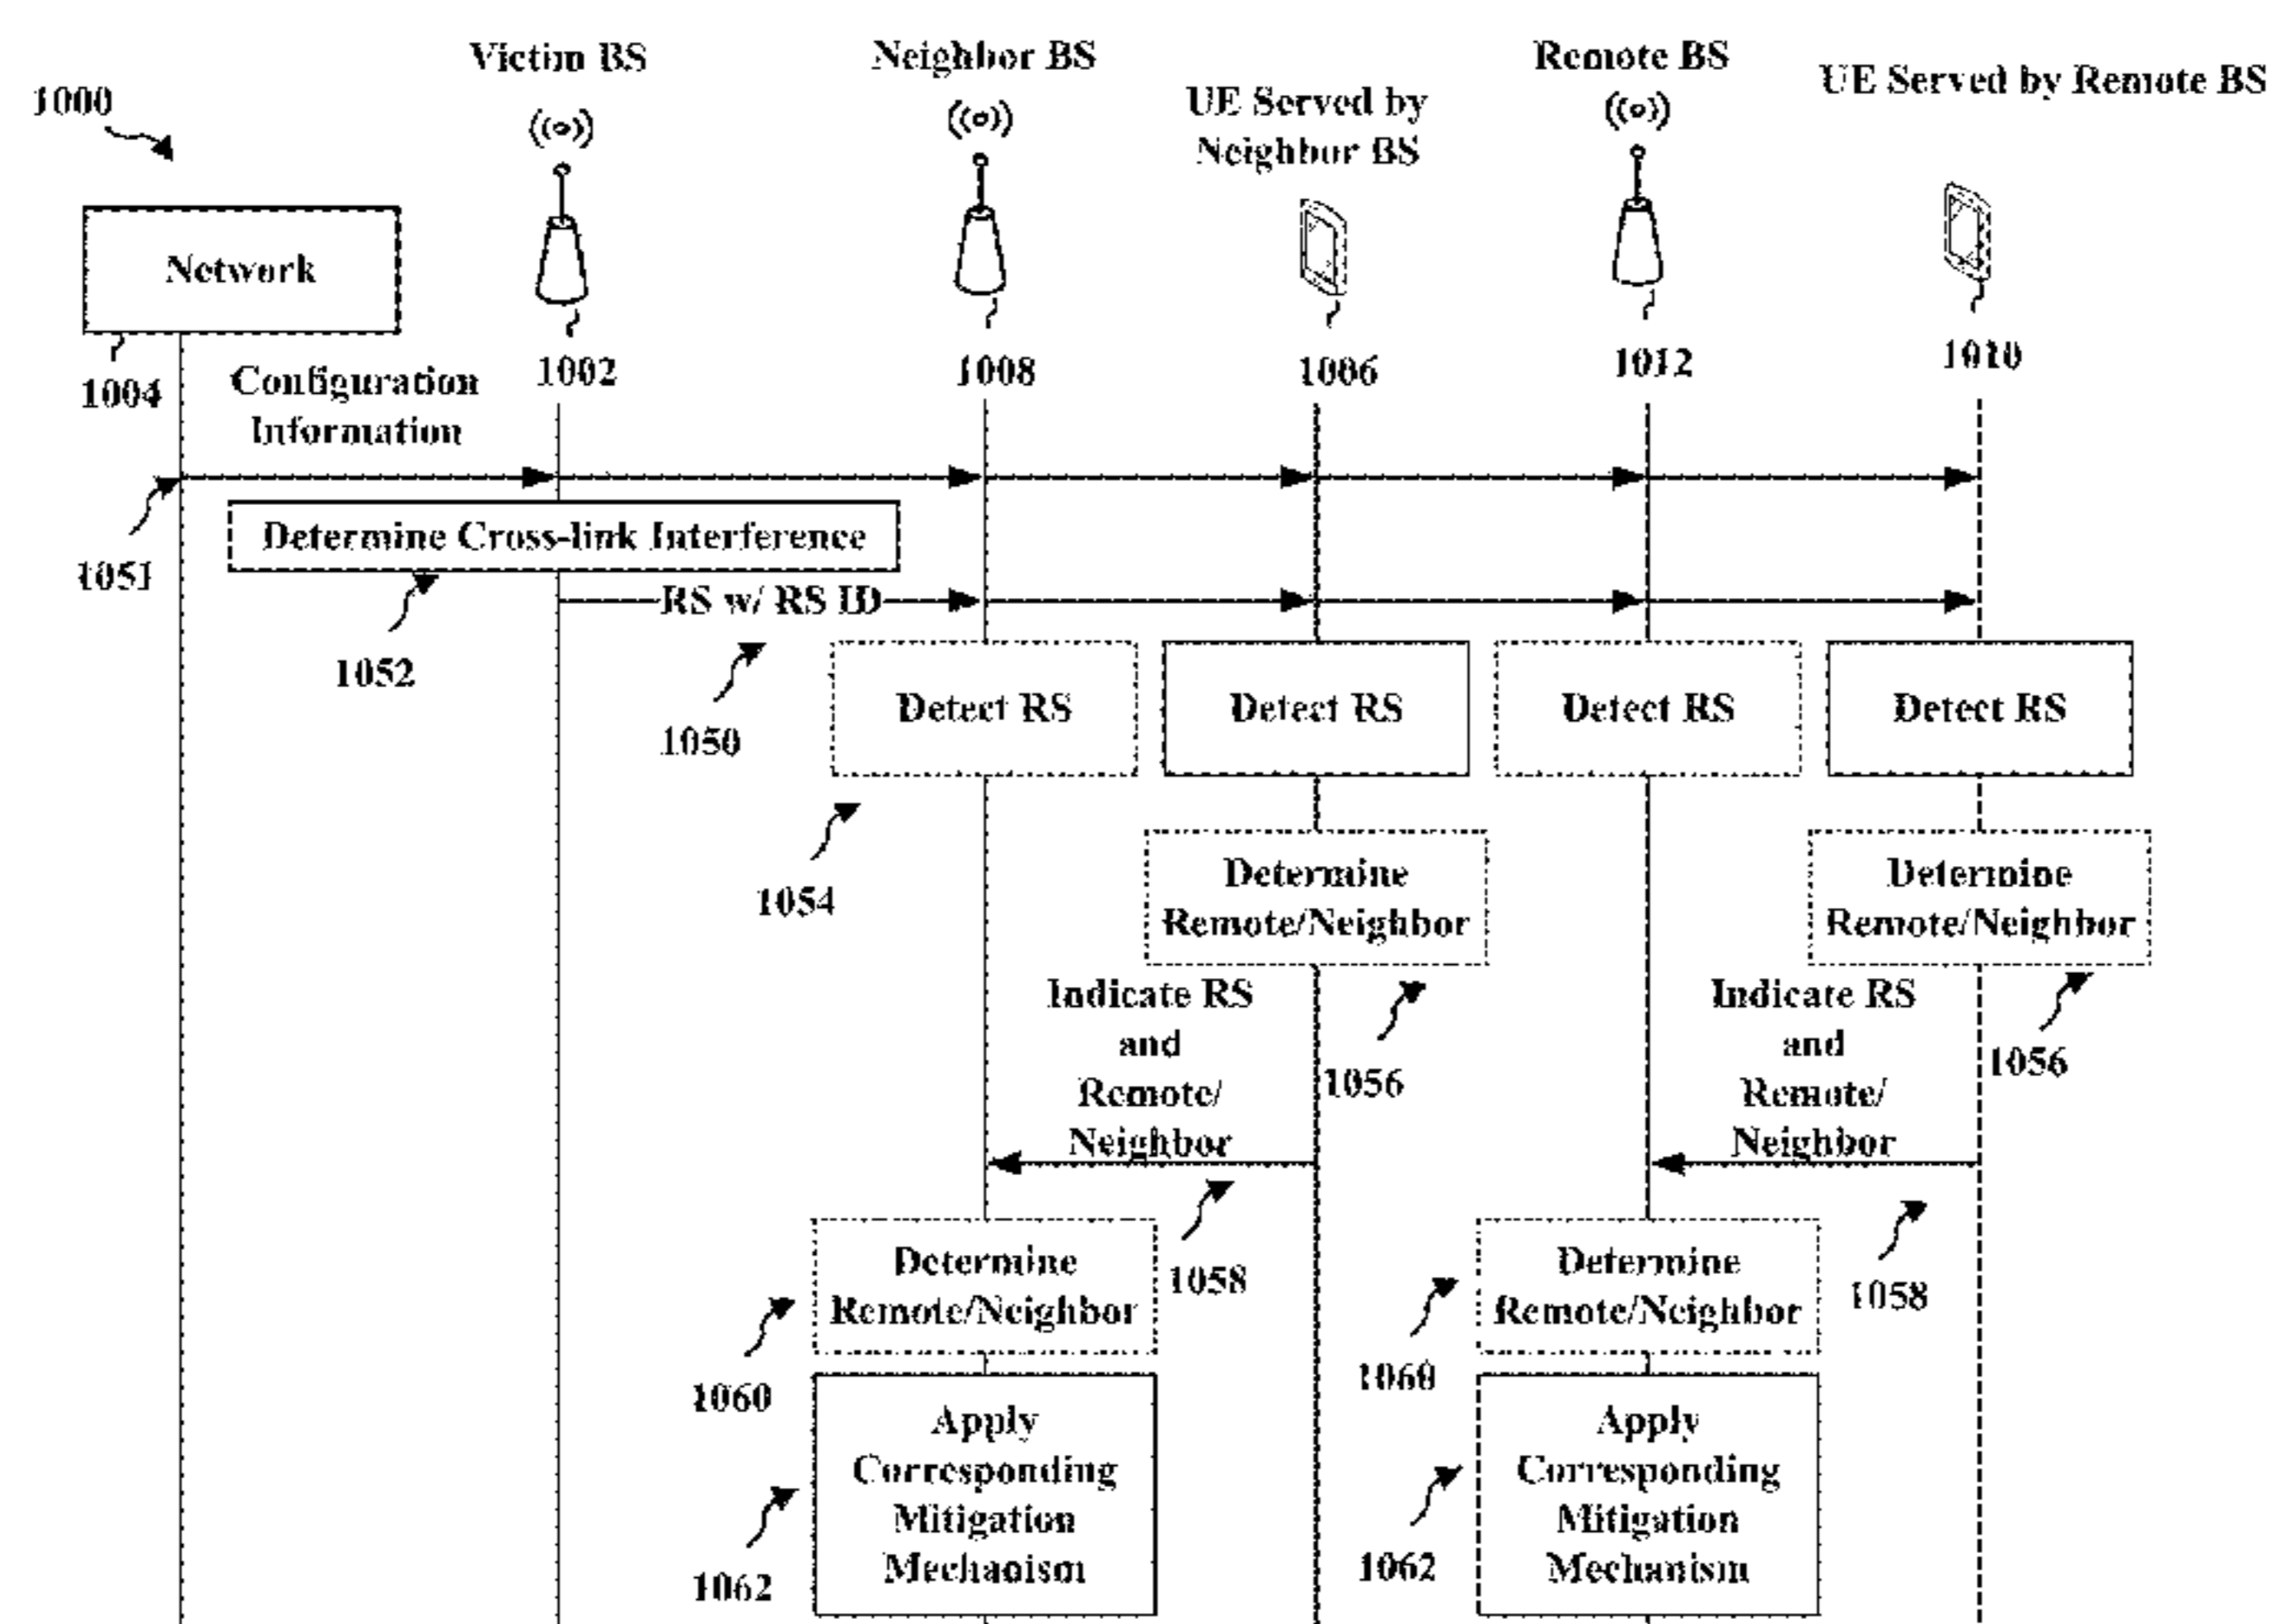 1000
Victim BS
Neighbor BS
UE Served by
Neighbor BS
Remote BS
UE Served by Remote BS
Network
1004
1002
1008
1006
1012
1010
Configuration
Information
1051
Determine Cross-link Interference
1052
RS w/ RS ID
1050
Detect RS
Detect RS
Detect RS
Detect RS
1054
Determine
Remote/Neighbor
Determine
Remote/Neighbor
1056
1056
Indicate RS
and
Remote/
Neighbor
Indicate RS
and
Remote/
Neighbor
1058
1058
Determine
Remote/Neighbor
Determine
Remote/Neighbor
1060
1060
Apply
Corresponding
Mitigation
Mechanism
Apply
Corresponding
Mitigation
Mechanism
1062
1062